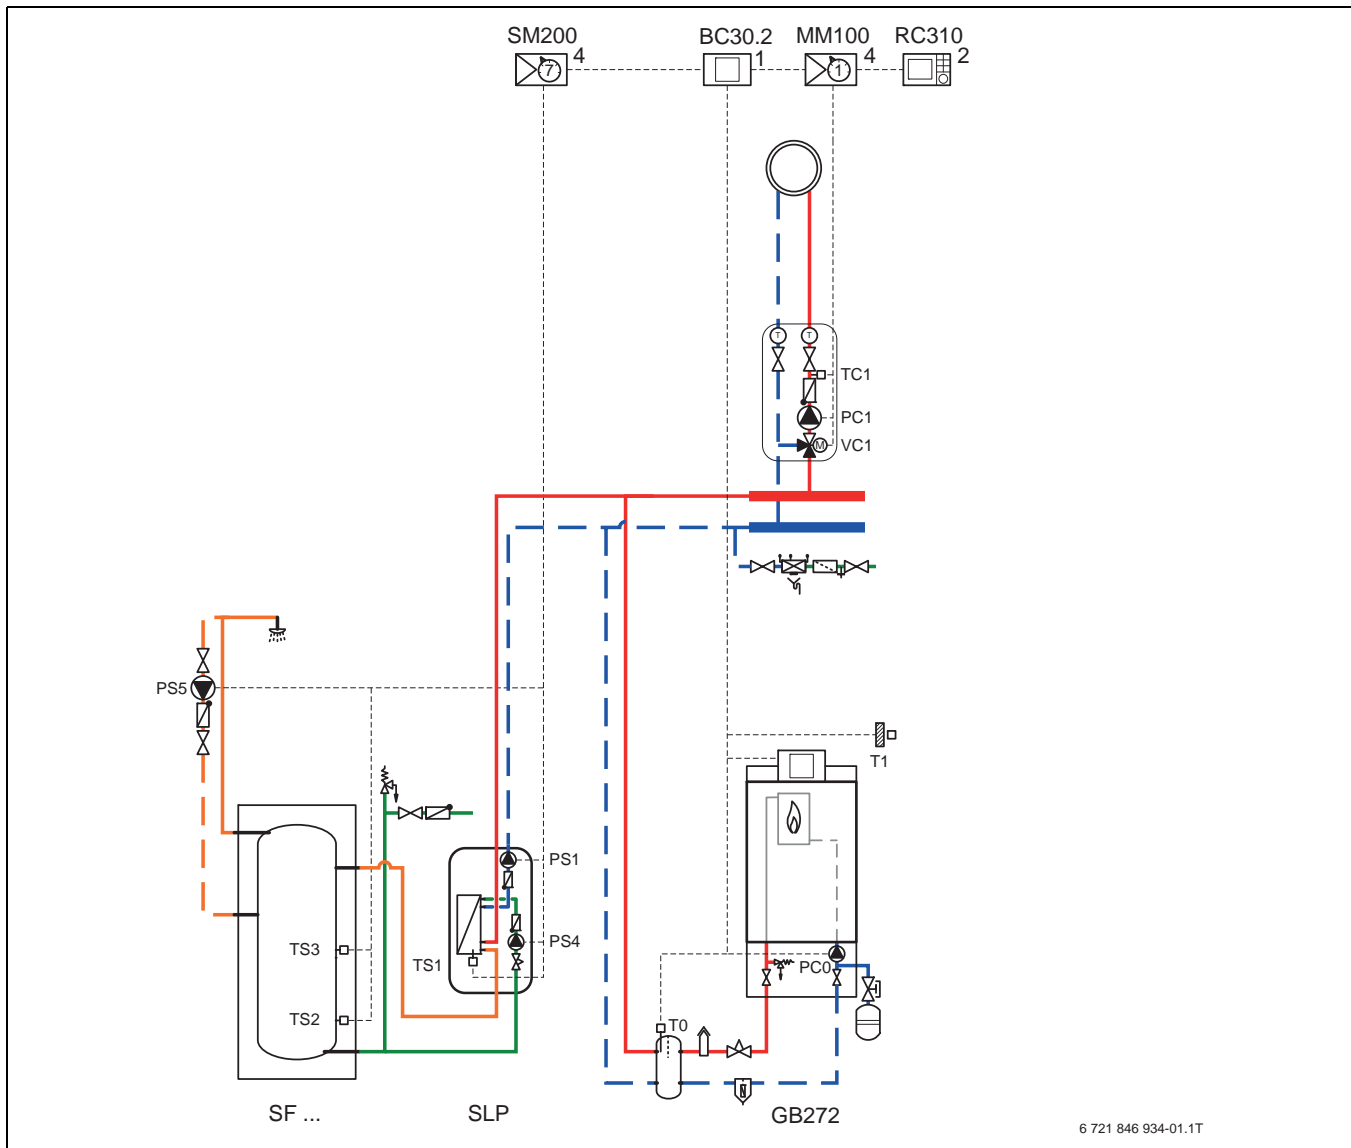 SM200 BC30.2 MM100 RC310
4 1 4 2
7 1
T T
TC1
PC1
M VC1
PS5
T1
PS1
PS4
TS3
TS1
PC0
TS2
T0
SF ... SLP GB272
6 721 846 934-01.1T